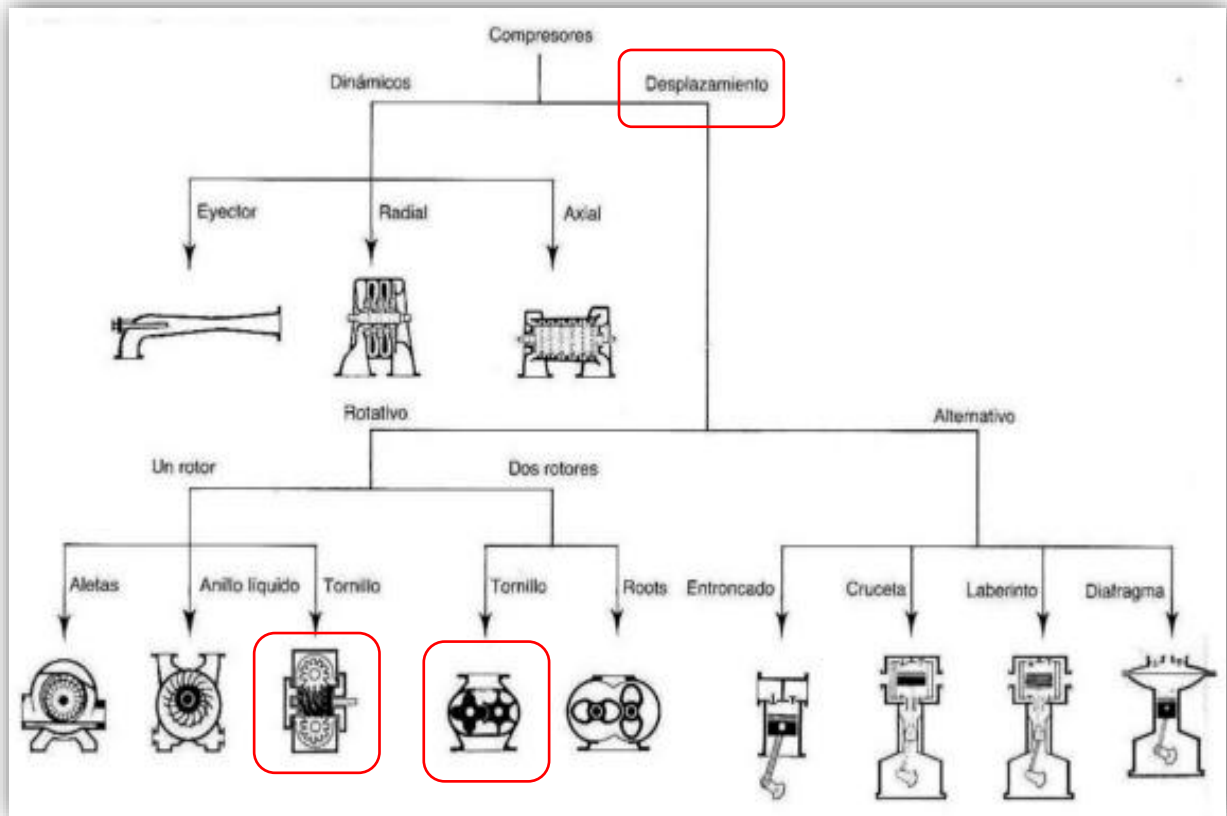 Compresores
Dinámicos
Desplazamiento
Eyector
Radial
Axial
Rotativo
Alternativo
Un rotor
Dos rotores
Aletas
Anillo líquido
Tornillo
Tornillo
Roots
Entroncado
Cruceta
Laberinto
Diafragma